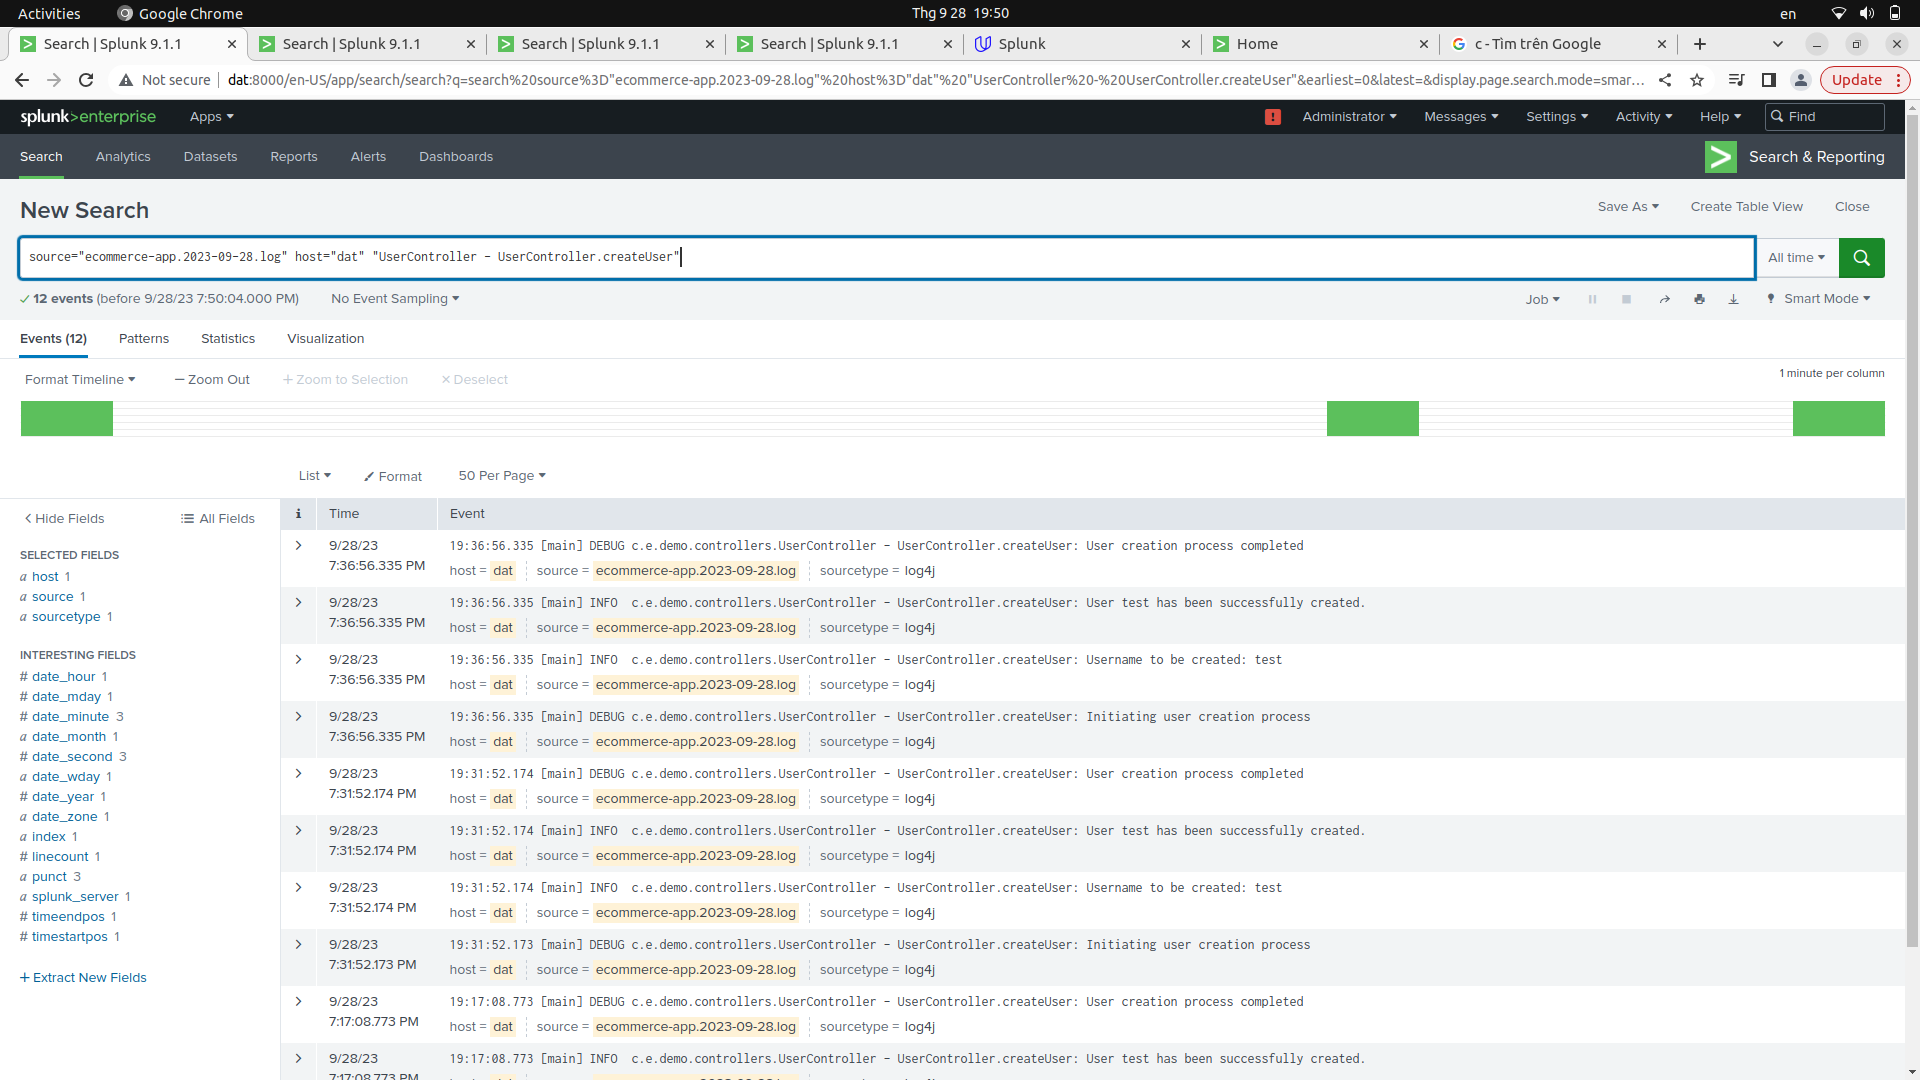 Activities Google Chrome Thg 9 28 19:50 en
Search | Splunk 9.1.1 Search | Splunk 9.1.1 Search | Splunk 9.1.1 Search | Splunk 9.1.1 Splunk Home c - Tìm trên Google
Not secure dat:8000/en-US/app/search/search?q=search%20source%3D"ecommerce-app.2023-09-28.log"%20host%3D"dat"%20"UserController%20-%20UserController.createUser"&earliest=0&latest=&display.page.search.mode=smar... Update
splunk>enterprise Apps Administrator Messages Settings Activity Help Find
Search Analytics Datasets Reports Alerts Dashboards Search & Reporting
New Search Save As Create Table View Close
source="ecommerce-app.2023-09-28.log" host="dat" "UserController - UserController.createUser" All time
12 events (before 9/28/23 7:50:04.000 PM) No Event Sampling Job Smart Mode
Events (12) Patterns Statistics Visualization
Format Timeline — Zoom Out + Zoom to Selection × Deselect 1 minute per column
List Format 50 Per Page
< Hide Fields All Fields
i Time Event
SELECTED FIELDS
a host 1
a source 1
a sourcetype 1
INTERESTING FIELDS
# date_hour 1
# date_mday 1
# date_minute 3
a date_month 1
# date_second 3
a date_wday 1
# date_year 1
a date_zone 1
a index 1
# linecount 1
a punct 3
a splunk_server 1
# timeendpos 1
# timestartpos 1
+ Extract New Fields
9/28/23 19:36:56.335 [main] DEBUG c.e.demo.controllers.UserController - UserController.createUser: User creation process completed
7:36:56.335 PM host = dat source = ecommerce-app.2023-09-28.log sourcetype = log4j
9/28/23 19:36:56.335 [main] INFO c.e.demo.controllers.UserController - UserController.createUser: User test has been successfully created.
7:36:56.335 PM host = dat source = ecommerce-app.2023-09-28.log sourcetype = log4j
9/28/23 19:36:56.335 [main] INFO c.e.demo.controllers.UserController - UserController.createUser: Username to be created: test
7:36:56.335 PM host = dat source = ecommerce-app.2023-09-28.log sourcetype = log4j
9/28/23 19:36:56.335 [main] DEBUG c.e.demo.controllers.UserController - UserController.createUser: Initiating user creation process
7:36:56.335 PM host = dat source = ecommerce-app.2023-09-28.log sourcetype = log4j
9/28/23 19:31:52.174 [main] DEBUG c.e.demo.controllers.UserController - UserController.createUser: User creation process completed
7:31:52.174 PM host = dat source = ecommerce-app.2023-09-28.log sourcetype = log4j
9/28/23 19:31:52.174 [main] INFO c.e.demo.controllers.UserController - UserController.createUser: User test has been successfully created.
7:31:52.174 PM host = dat source = ecommerce-app.2023-09-28.log sourcetype = log4j
9/28/23 19:31:52.174 [main] INFO c.e.demo.controllers.UserController - UserController.createUser: Username to be created: test
7:31:52.174 PM host = dat source = ecommerce-app.2023-09-28.log sourcetype = log4j
9/28/23 19:31:52.173 [main] DEBUG c.e.demo.controllers.UserController - UserController.createUser: Initiating user creation process
7:31:52.173 PM host = dat source = ecommerce-app.2023-09-28.log sourcetype = log4j
9/28/23 19:17:08.773 [main] DEBUG c.e.demo.controllers.UserController - UserController.createUser: User creation process completed
7:17:08.773 PM host = dat source = ecommerce-app.2023-09-28.log sourcetype = log4j
9/28/23 19:17:08.773 [main] INFO c.e.demo.controllers.UserController - UserController.createUser: User test has been successfully created.
7:17:08.773 PM